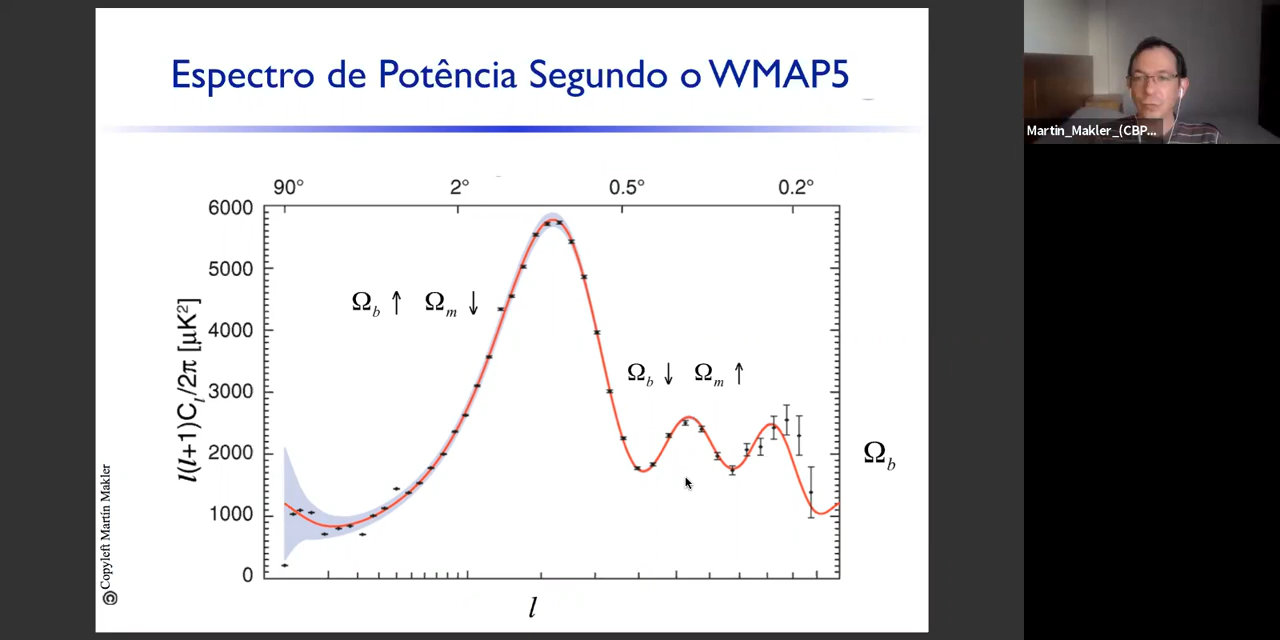 Espectro de Potência Segundo o WMAP5
Martin_Makler_(CBP...
90° 2° 0.5° 0.2°
6000
5000
4000
3000
2000
1000
0
l(l+1)C_l/2π [μK²]
Ω_b ↑ Ω_m ↓
Ω_b ↓ Ω_m ↑
Ω_b
l
© Copyleft Martín Makler